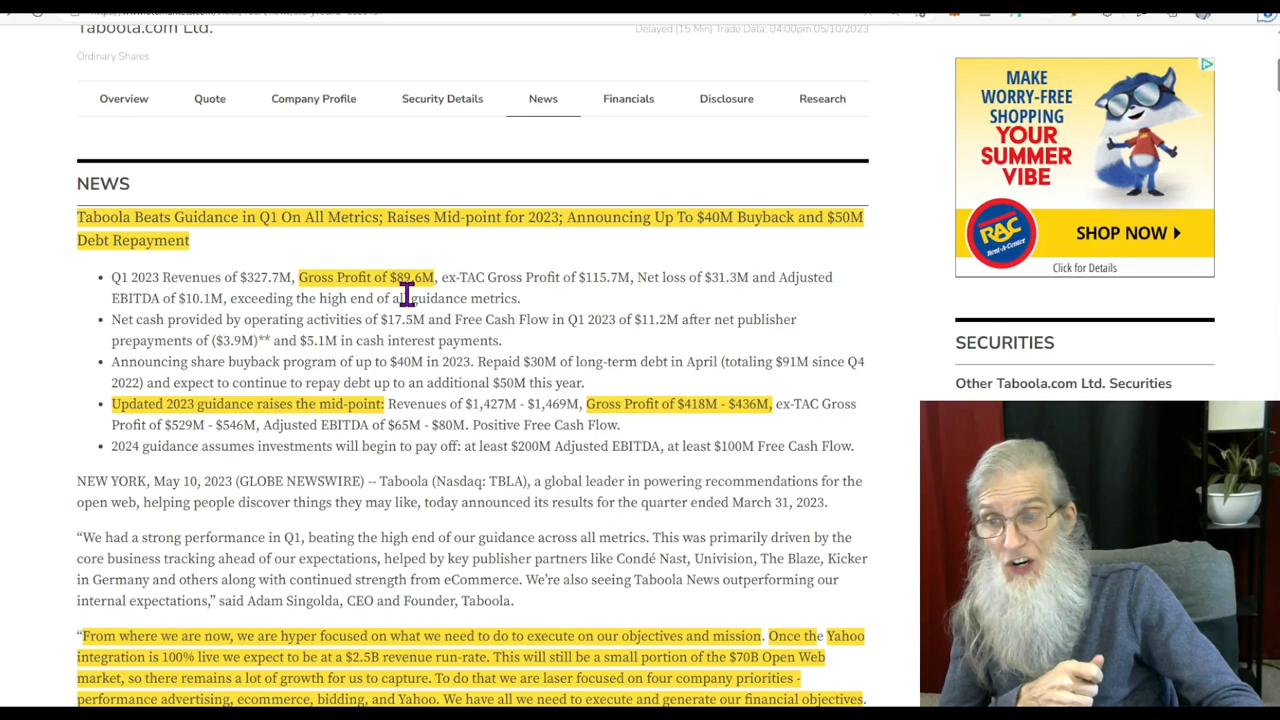 Taboola.com Ltd.
Delayed (15 Min) Trade Data: 04:00pm 05/10/2023
Ordinary Shares
Overview Quote Company Profile Security Details News Financials Disclosure Research
NEWS
Taboola Beats Guidance in Q1 On All Metrics; Raises Mid-point for 2023; Announcing Up To $40M Buyback and $50M
Debt Repayment
• Q1 2023 Revenues of $327.7M, Gross Profit of $89.6M, ex-TAC Gross Profit of $115.7M, Net loss of $31.3M and Adjusted
EBITDA of $10.1M, exceeding the high end of all guidance metrics.
• Net cash provided by operating activities of $17.5M and Free Cash Flow in Q1 2023 of $11.2M after net publisher
prepayments of ($3.9M)** and $5.1M in cash interest payments.
• Announcing share buyback program of up to $40M in 2023. Repaid $30M of long-term debt in April (totaling $91M since Q4
2022) and expect to continue to repay debt up to an additional $50M this year.
• Updated 2023 guidance raises the mid-point: Revenues of $1,427M - $1,469M, Gross Profit of $418M - $436M, ex-TAC Gross
Profit of $529M - $546M, Adjusted EBITDA of $65M - $80M. Positive Free Cash Flow.
• 2024 guidance assumes investments will begin to pay off: at least $200M Adjusted EBITDA, at least $100M Free Cash Flow.
NEW YORK, May 10, 2023 (GLOBE NEWSWIRE) -- Taboola (Nasdaq: TBLA), a global leader in powering recommendations for the
open web, helping people discover things they may like, today announced its results for the quarter ended March 31, 2023.
“We had a strong performance in Q1, beating the high end of our guidance across all metrics. This was primarily driven by the
core business tracking ahead of our expectations, helped by key publisher partners like Condé Nast, Univision, The Blaze, Kicker
in Germany and others along with continued strength from eCommerce. We’re also seeing Taboola News outperforming our
internal expectations,” said Adam Singolda, CEO and Founder, Taboola.
“From where we are now, we are hyper focused on what we need to do to execute on our objectives and mission. Once the Yahoo
integration is 100% live we expect to be at a $2.5B revenue run-rate. This will still be a small portion of the $70B Open Web
market, so there remains a lot of growth for us to capture. To do that we are laser focused on four company priorities -
performance advertising, ecommerce, bidding, and Yahoo. We have all we need to execute and generate our financial objectives.
MAKE
WORRY-FREE
SHOPPING
YOUR
SUMMER
VIBE
RAC
Rent-A-Center
SHOP NOW
Click for Details
SECURITIES
Other Taboola.com Ltd. Securities